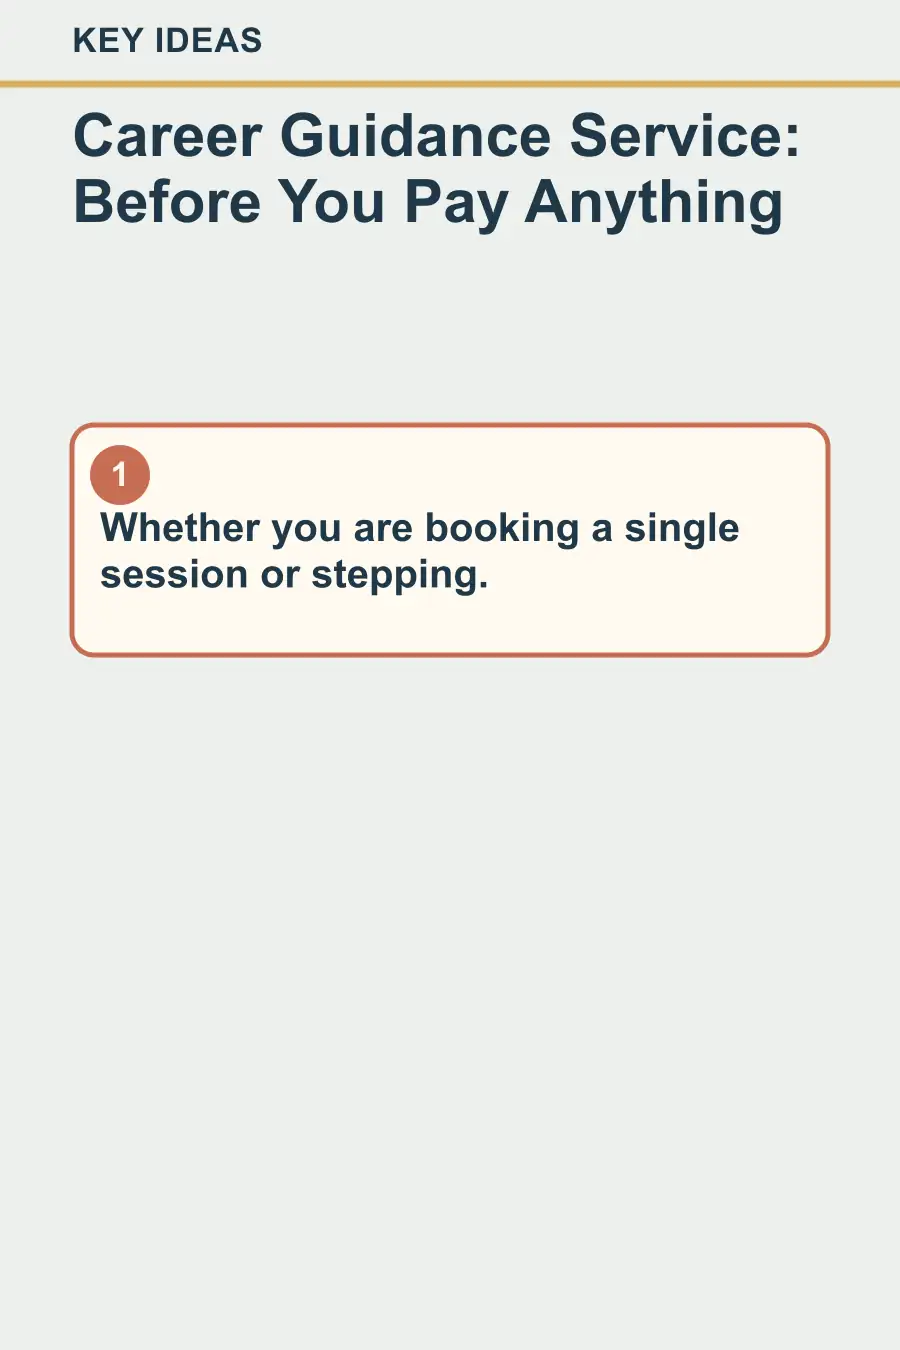 KEY IDEAS
Career Guidance Service:
Before You Pay Anything
1
Whether you are booking a single
session or stepping.